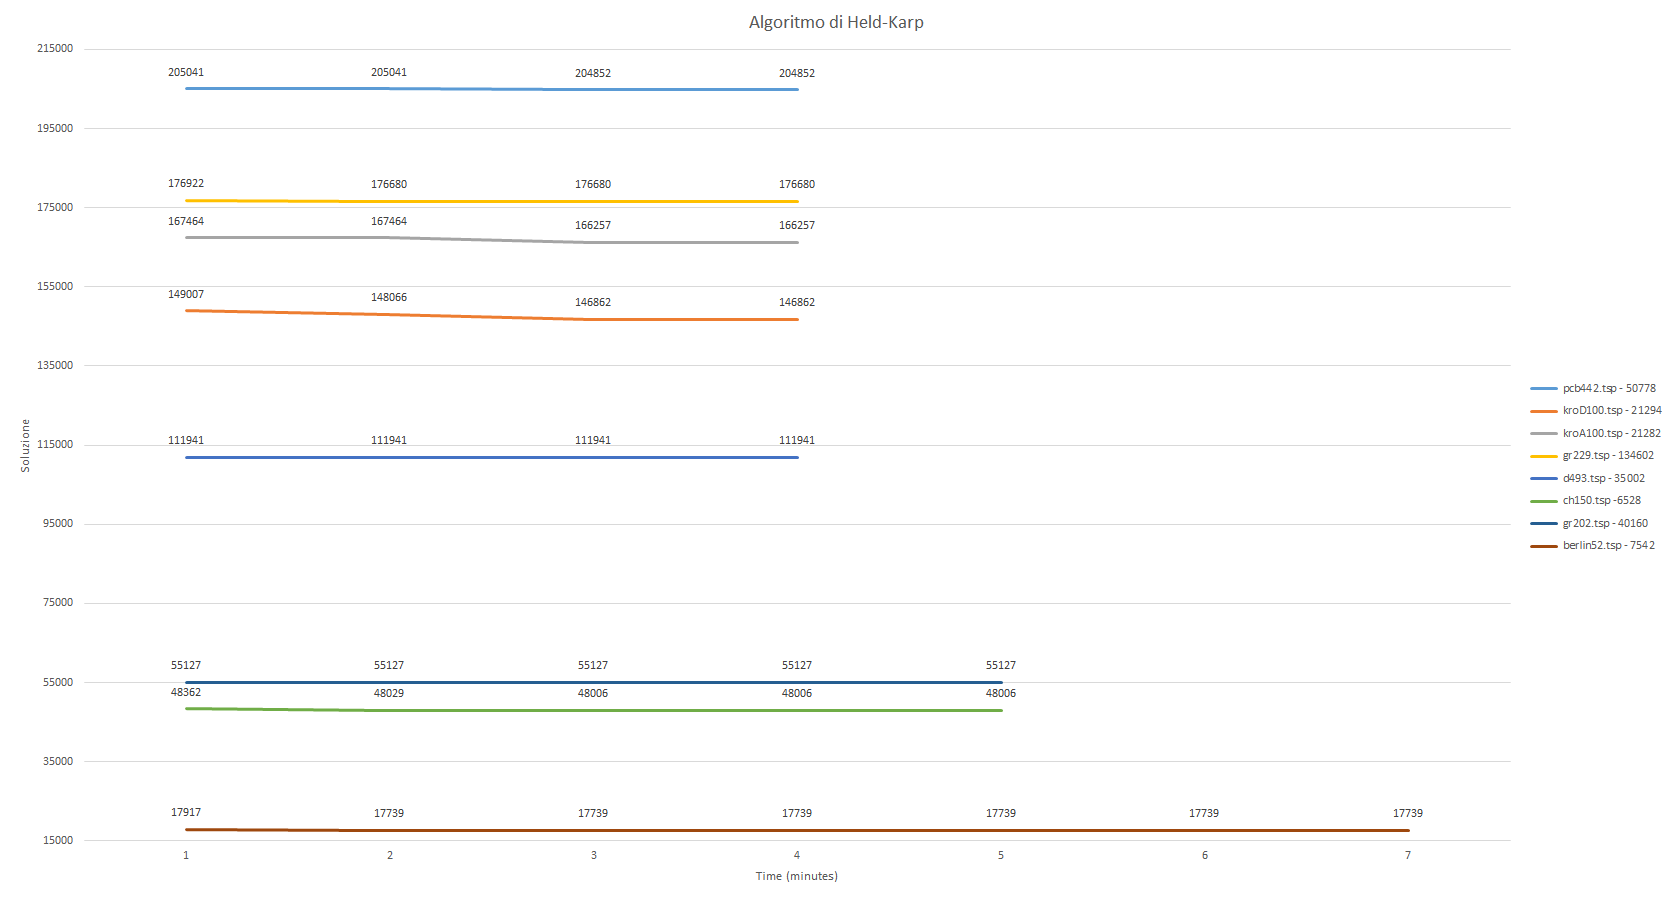 Algoritmo di Held-Karp
215000
205041 205041 204852 204852
195000
176922 176680 176680 176680
175000
167464 167464 166257 166257
155000
149007 148066 146862 146862
135000
111941 111941 111941 111941
115000
95000
75000
55127 55127 55127 55127 55127
55000
48362 48029 48006 48006 48006
35000
17917 17739 17739 17739 17739 17739 17739
15000
1 2 3 4 5 6 7
Time (minutes)
Soluzione
pcb442.tsp - 50778
kroD100.tsp - 21294
kroA100.tsp - 21282
gr229.tsp - 134602
d493.tsp - 35002
ch150.tsp -6528
gr202.tsp - 40160
berlin52.tsp - 7542